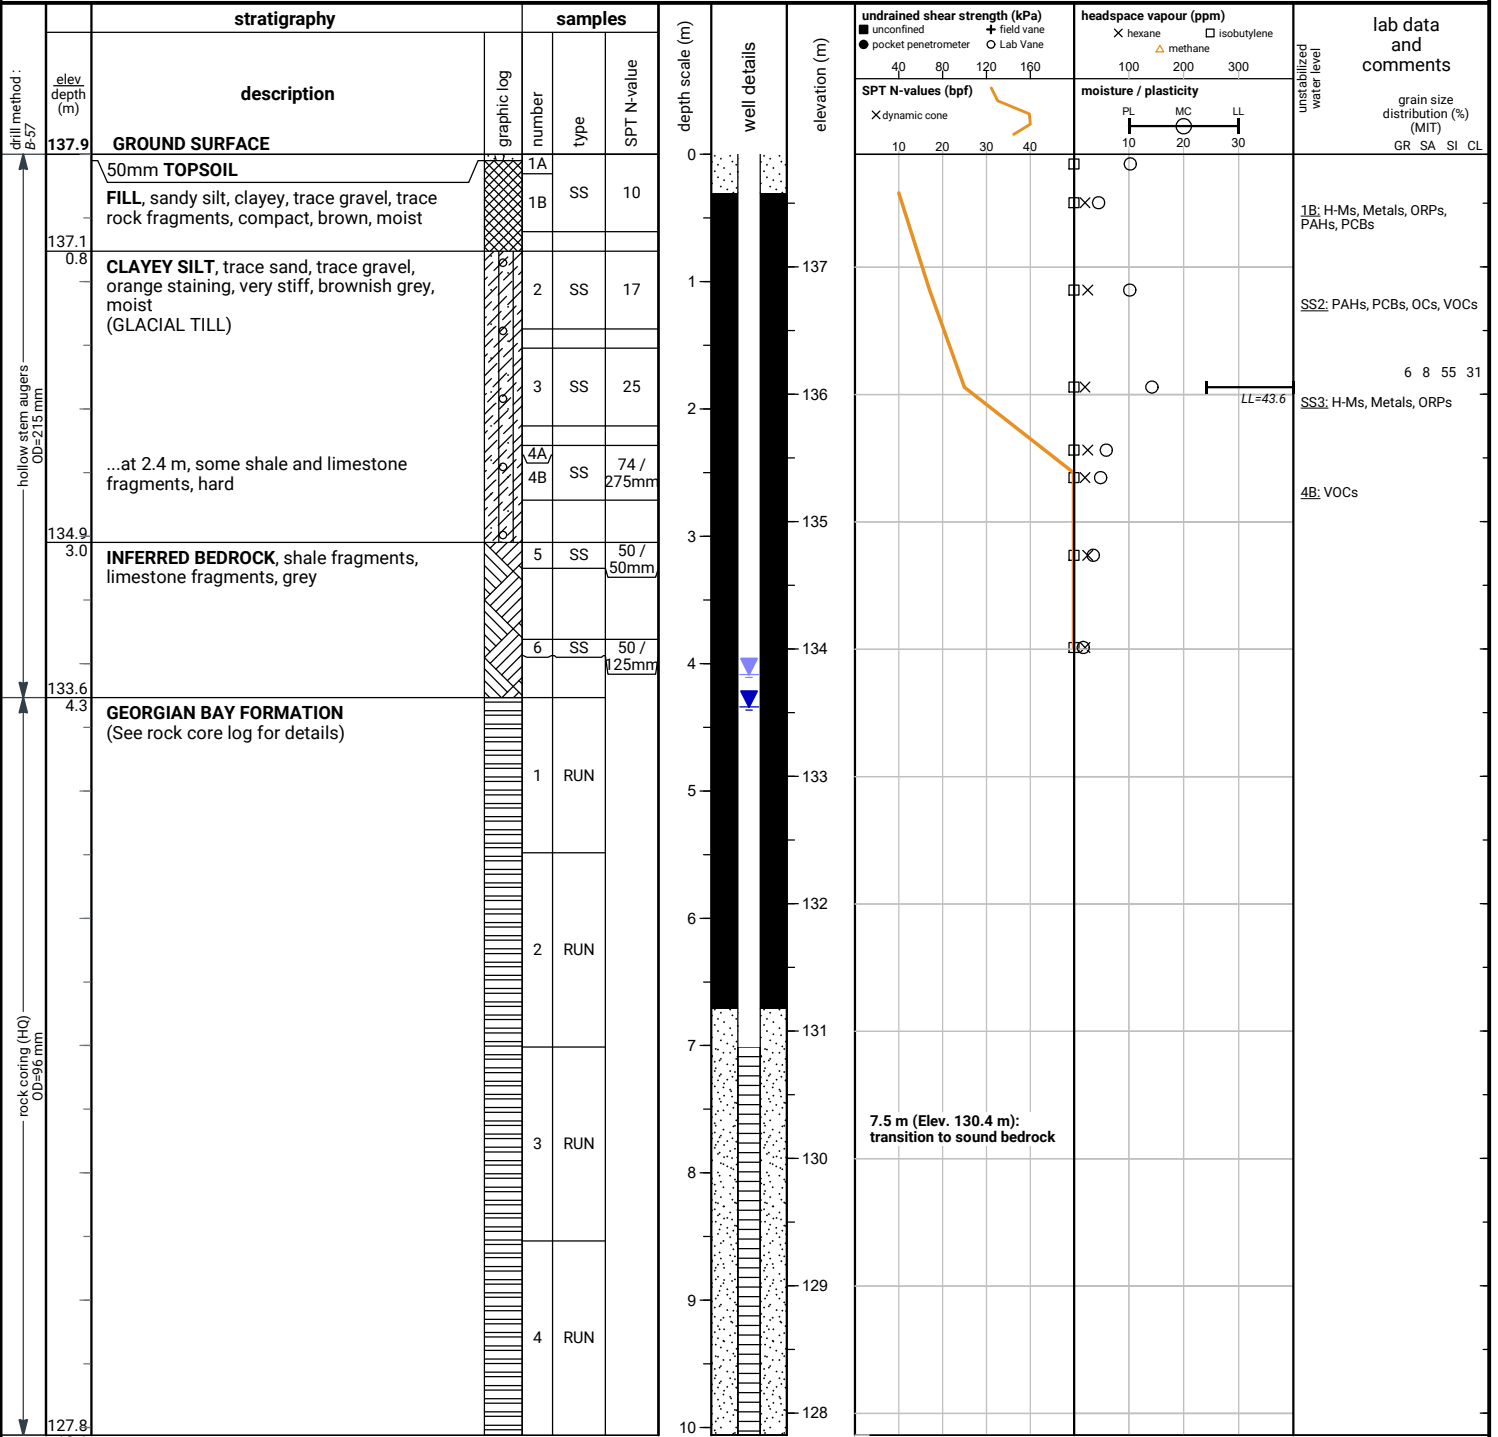 stratigraphy
samples
drill method :
B-57
elev
depth
(m)
description
graphic log
number
type
SPT N-value
depth scale (m)
well details
elevation (m)
undrained shear strength (kPa)
unconfined
field vane
pocket penetrometer
Lab Vane
40 80 120 160
SPT N-values (bpf)
dynamic cone
10 20 30 40
headspace vapour (ppm)
hexane
isobutylene
methane
100 200 300
moisture / plasticity
PL MC LL
10 20 30
unstabilized
water level
lab data
and
comments
grain size
distribution (%)
(MIT)
GR SA SI CL
137.9 GROUND SURFACE
50mm TOPSOIL
FILL, sandy silt, clayey, trace gravel, trace
rock fragments, compact, brown, moist
137.1
0.8
CLAYEY SILT, trace sand, trace gravel,
orange staining, very stiff, brownish grey,
moist
(GLACIAL TILL)
...at 2.4 m, some shale and limestone
fragments, hard
134.9
3.0
INFERRED BEDROCK, shale fragments,
limestone fragments, grey
133.6
4.3
GEORGIAN BAY FORMATION
(See rock core log for details)
127.8
hollow stem augers
OD=215 mm
rock coring (HQ)
OD=96 mm
1A
1B
SS
10
2 SS 17
3 SS 25
4A
4B
SS
74 /
275mm
5 SS 50 /
50mm
6 SS 50 /
125mm
1 RUN
2 RUN
3 RUN
4 RUN
0
1
2
3
4
5
6
7
8
9
10
137
136
135
134
133
132
131
130
129
128
LL=43.6
7.5 m (Elev. 130.4 m):
transition to sound bedrock
1B: H-Ms, Metals, ORPs,
PAHs, PCBs
SS2: PAHs, PCBs, OCs, VOCs
6 8 55 31
SS3: H-Ms, Metals, ORPs
4B: VOCs